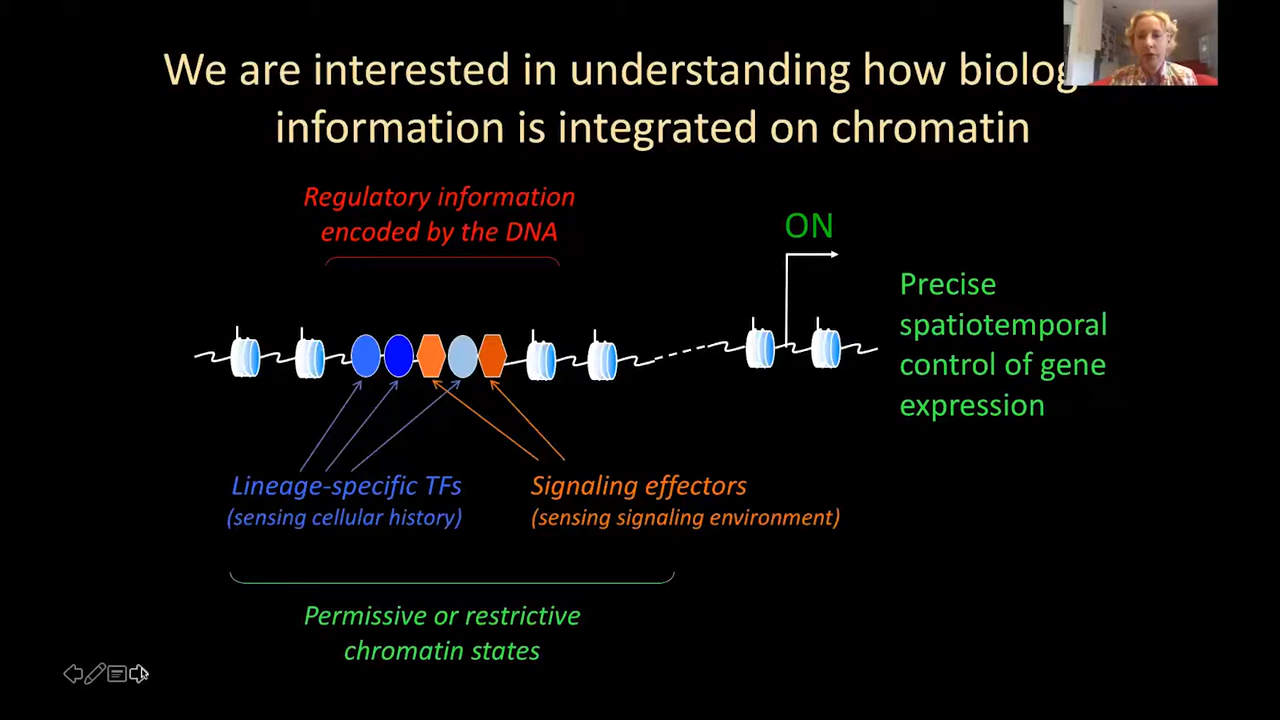 We are interested in understanding how biolog
information is integrated on chromatin
Regulatory information
encoded by the DNA
ON
Precise
spatiotemporal
control of gene
expression
Lineage-specific TFs
(sensing cellular history)
Signaling effectors
(sensing signaling environment)
Permissive or restrictive
chromatin states